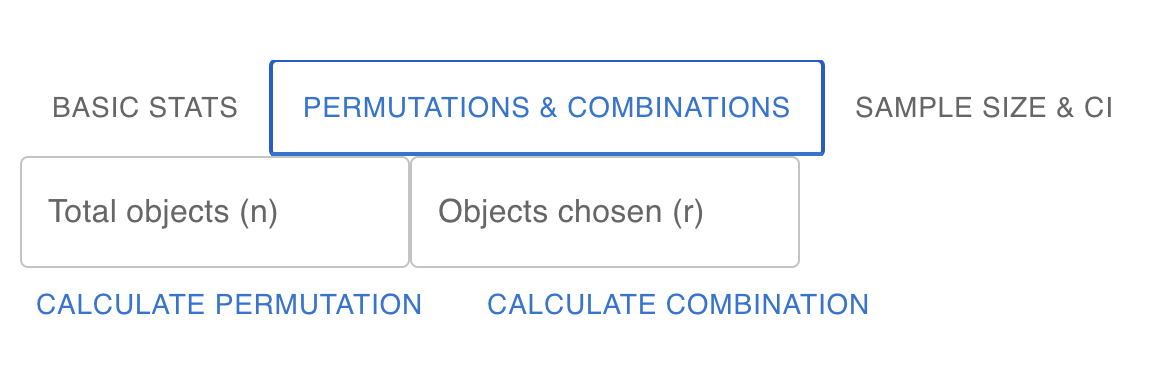 BASIC STATS PERMUTATIONS & COMBINATIONS SAMPLE SIZE & CI
Total objects (n) Objects chosen (r)
CALCULATE PERMUTATION CALCULATE COMBINATION